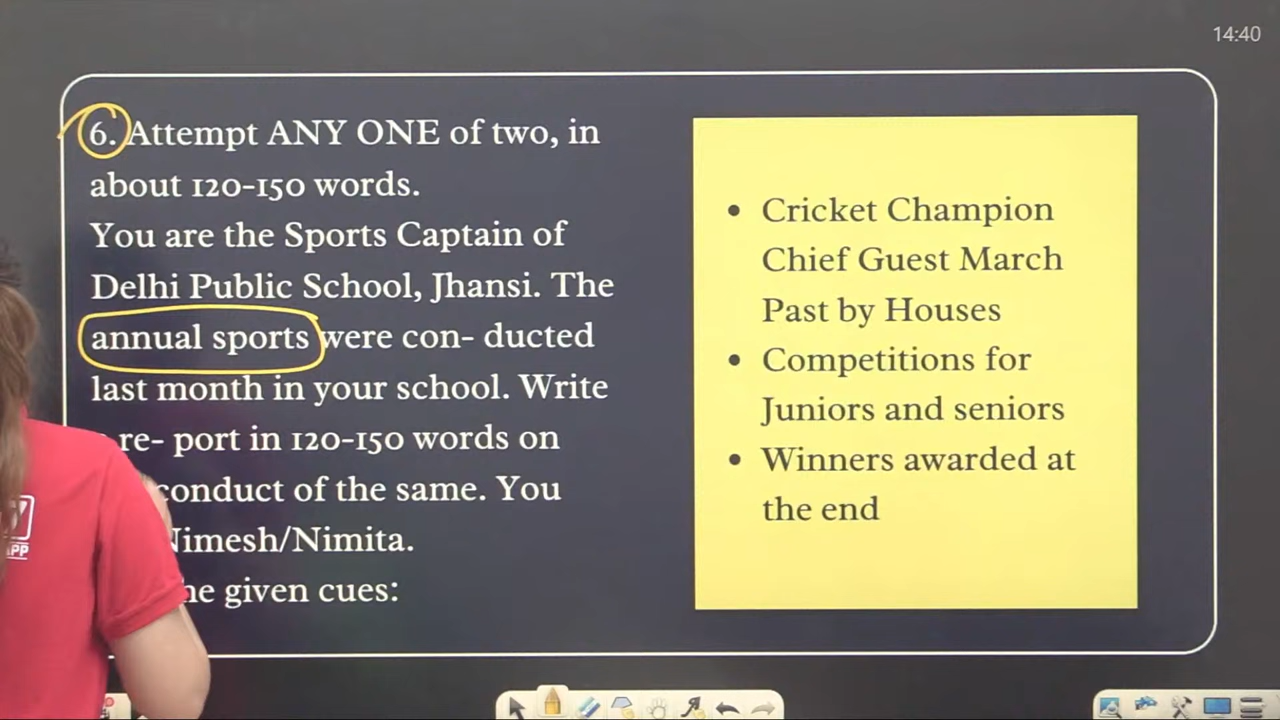 14:40
6. Attempt ANY ONE of two, in
about 120-150 words.
You are the Sports Captain of
Delhi Public School, Jhansi. The
annual sports were con- ducted
last month in your school. Write
re- port in 120-150 words on
conduct of the same. You
Nimesh/Nimita.
given cues:
• Cricket Champion
Chief Guest March
Past by Houses
• Competitions for
Juniors and seniors
• Winners awarded at
the end